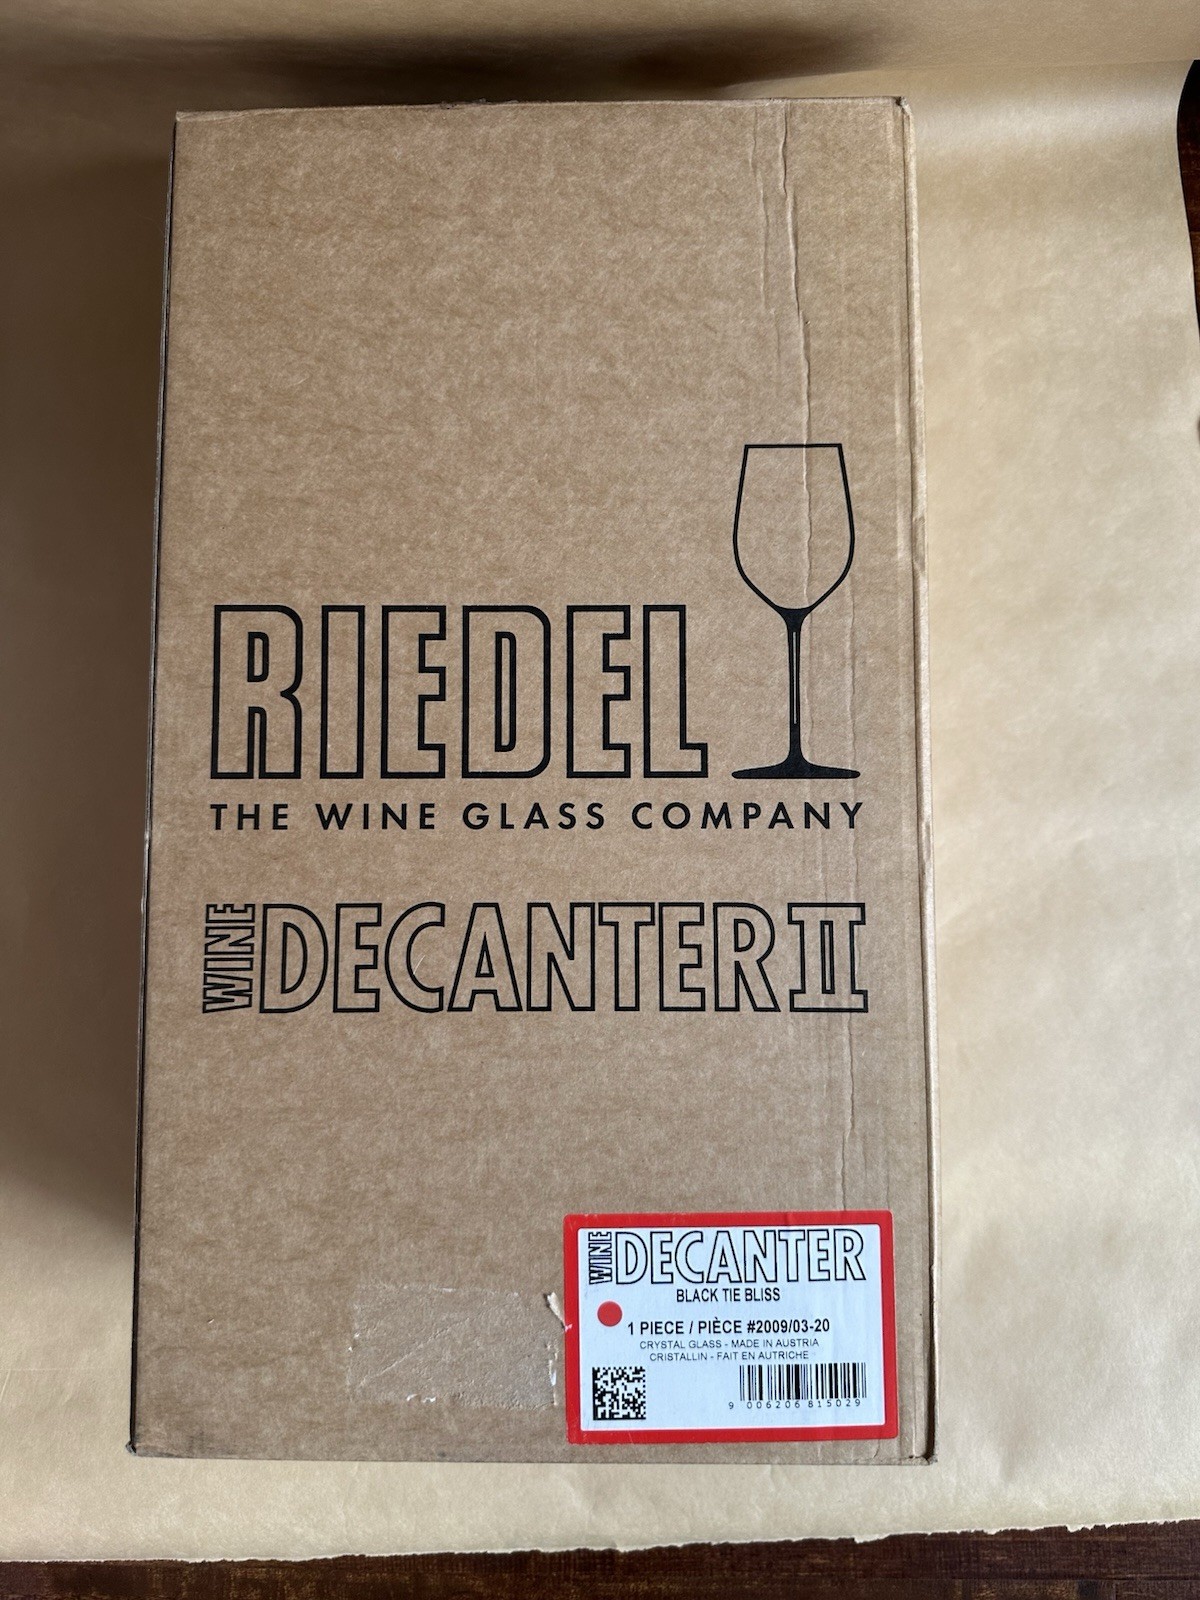 RIEDEL
THE WINE GLASS COMPANY
WINE DECANTER II
WINE DECANTER
BLACK TIE BLISS
1 PIECE / PIÈCE #2009/03-20
CRYSTAL GLASS - MADE IN AUSTRIA
CRISTALLIN - FAIT EN AUTRICHE
9 006206 815029